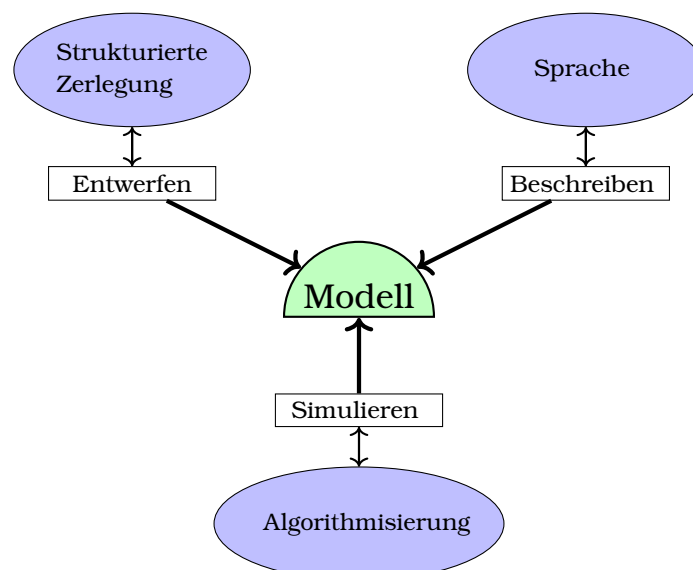 Strukturierte
Zerlegung
Sprache
Entwerfen
Beschreiben
Modell
Simulieren
Algorithmisierung